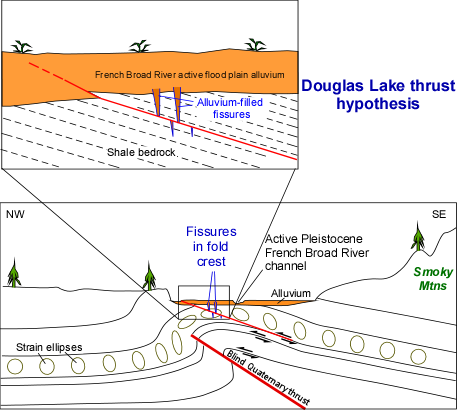 French Broad River active flood plain alluvium
Alluvium-filled
fissures
Shale bedrock
Douglas Lake thrust
hypothesis
NW
SE
Fissures
in fold
crest
Active Pleistocene
French Broad River
channel
Smoky
Mtns
Alluvium
Strain ellipses
Blind Quaternary thrust